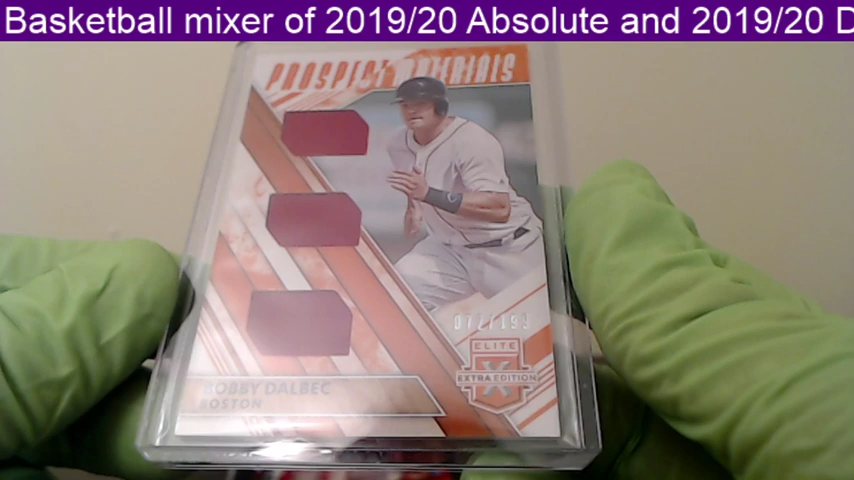 Basketball mixer of 2019/20 Absolute and 2019/20 D
PROSPECT MATERIALS
072/199
ELITE
EXTRA EDITION
BOBBY DALBEC
BOSTON